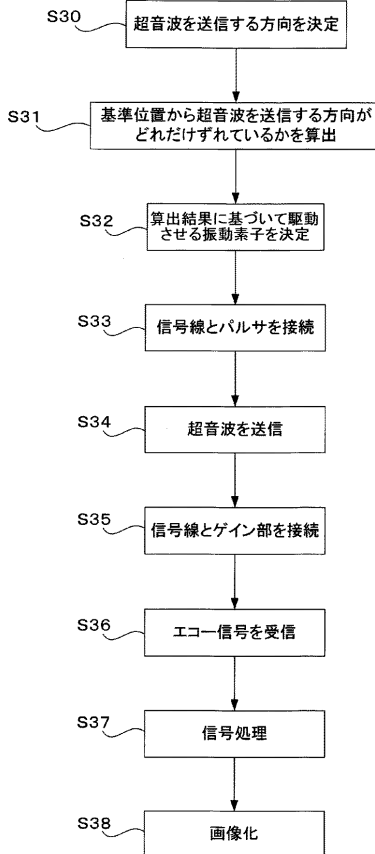 S30
超音波を送信する方向を決定
S31
基準位置から超音波を送信する方向が
どれだけずれているかを算出
S32
算出結果に基づいて駆動
させる振動素子を決定
S33
信号線とパルサを接続
S34
超音波を送信
S35
信号線とゲイン部を接続
S36
エコー信号を受信
S37
信号処理
S38
画像化